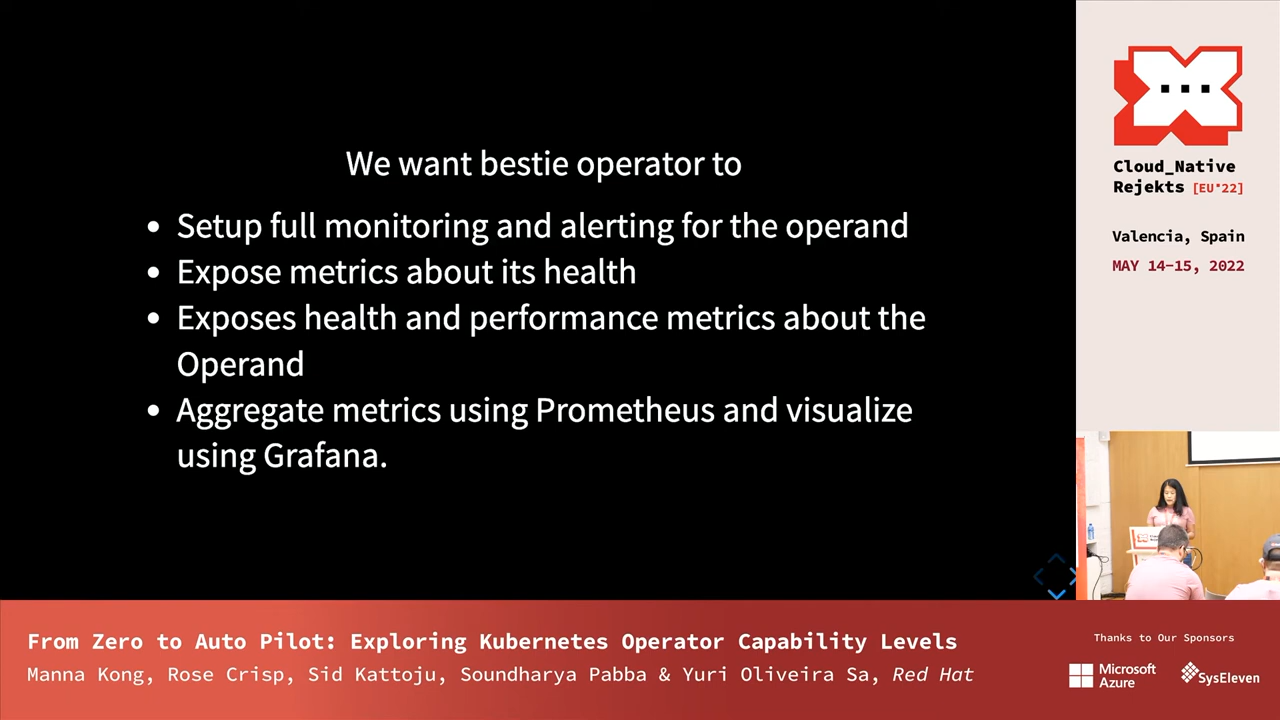 We want bestie operator to
• Setup full monitoring and alerting for the operand
• Expose metrics about its health
• Exposes health and performance metrics about the
Operand
• Aggregate metrics using Prometheus and visualize
using Grafana.
Cloud_Native
Rejekts [EU'22]
Valencia, Spain
MAY 14-15, 2022
From Zero to Auto Pilot: Exploring Kubernetes Operator Capability Levels
Manna Kong, Rose Crisp, Sid Kattoju, Soundharya Pabba & Yuri Oliveira Sa, Red Hat
Thanks to Our Sponsors
Microsoft
Azure
SysEleven